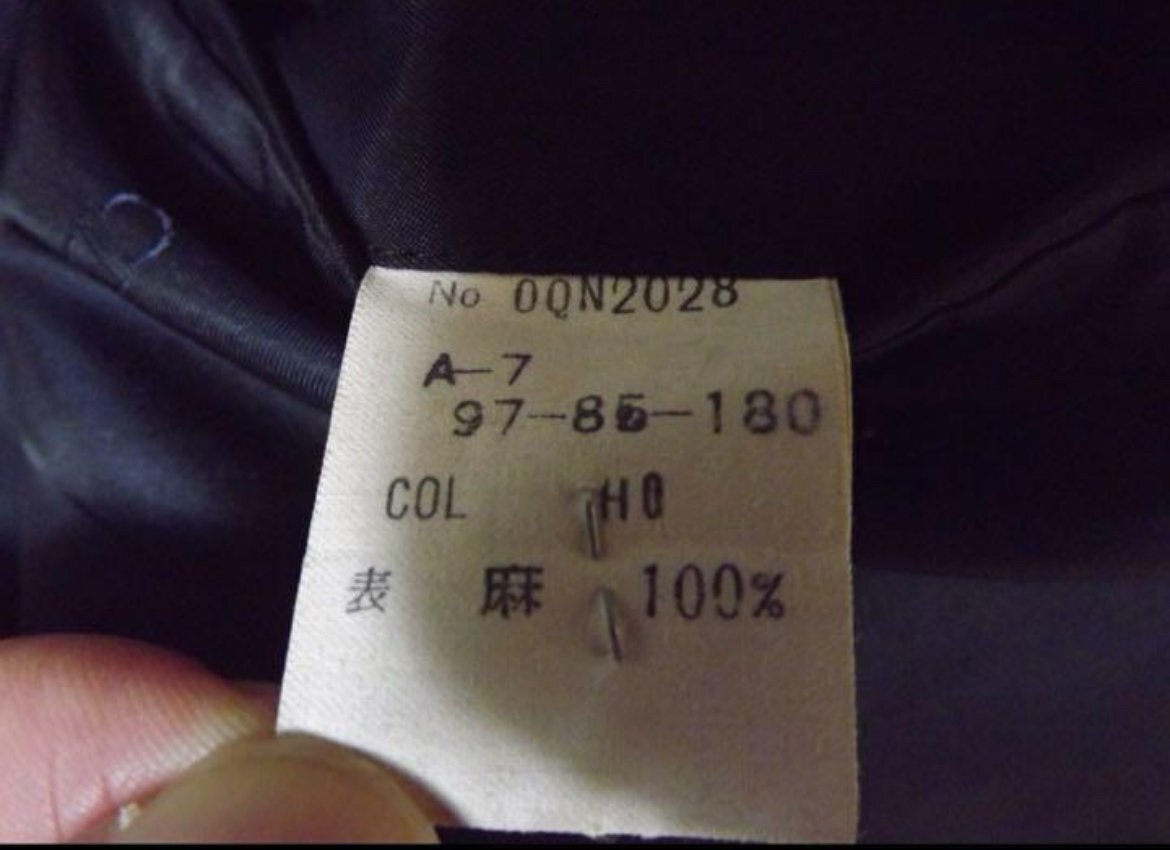 No 0QN2028
A-7
97-85-180
COL H0
表 麻 100%